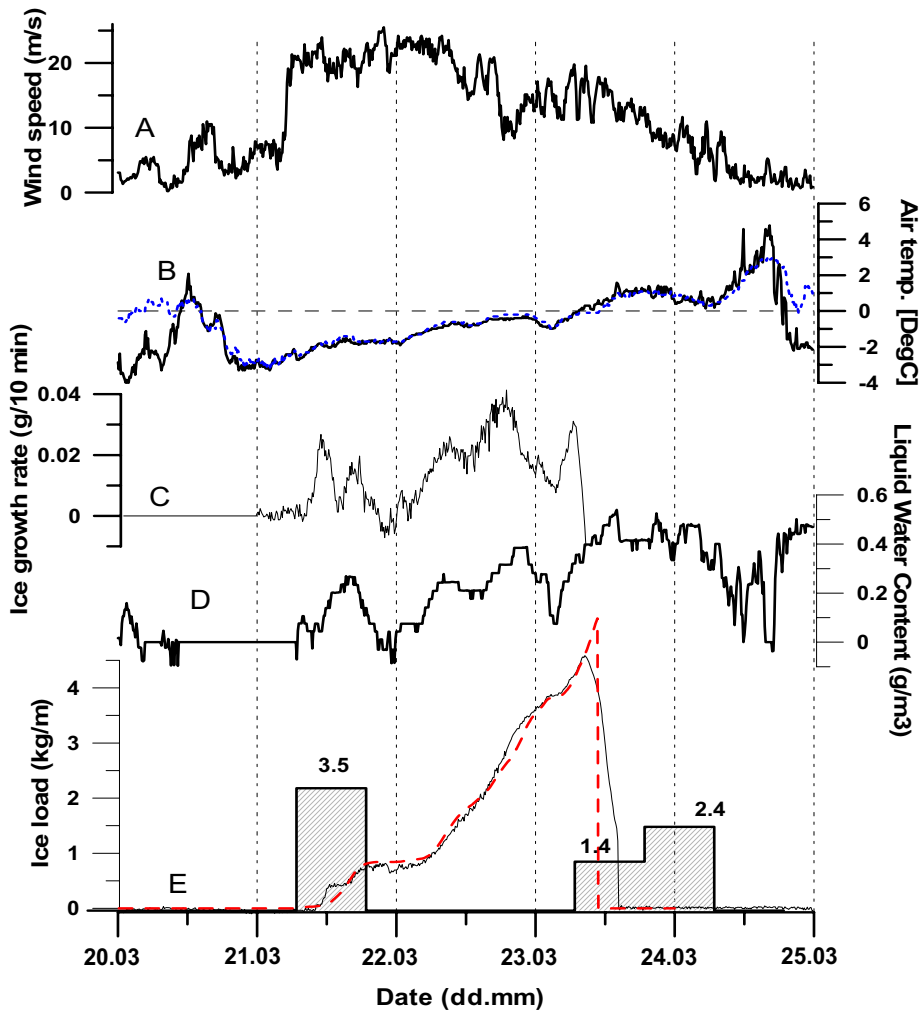 Wind speed (m/s)
20
10
0
A
Air temp. [DegC]
6
4
2
0
-2
-4
B
Ice growth rate (g/10 min)
0.04
0.02
0
C
Liquid Water Content (g/m3)
0.6
0.4
0.2
0
D
Ice load (kg/m)
4
3
2
1
0
3.5
1.4
2.4
E
20.03 21.03 22.03 23.03 24.03 25.03
Date (dd.mm)